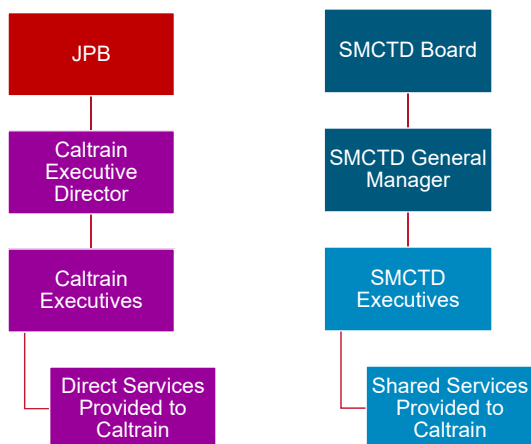 JPB
Caltrain
Executive
Director
Caltrain
Executives
Direct Services
Provided to
Caltrain
SMCTD Board
SMCTD General
Manager
SMCTD
Executives
Shared Services
Provided to
Caltrain